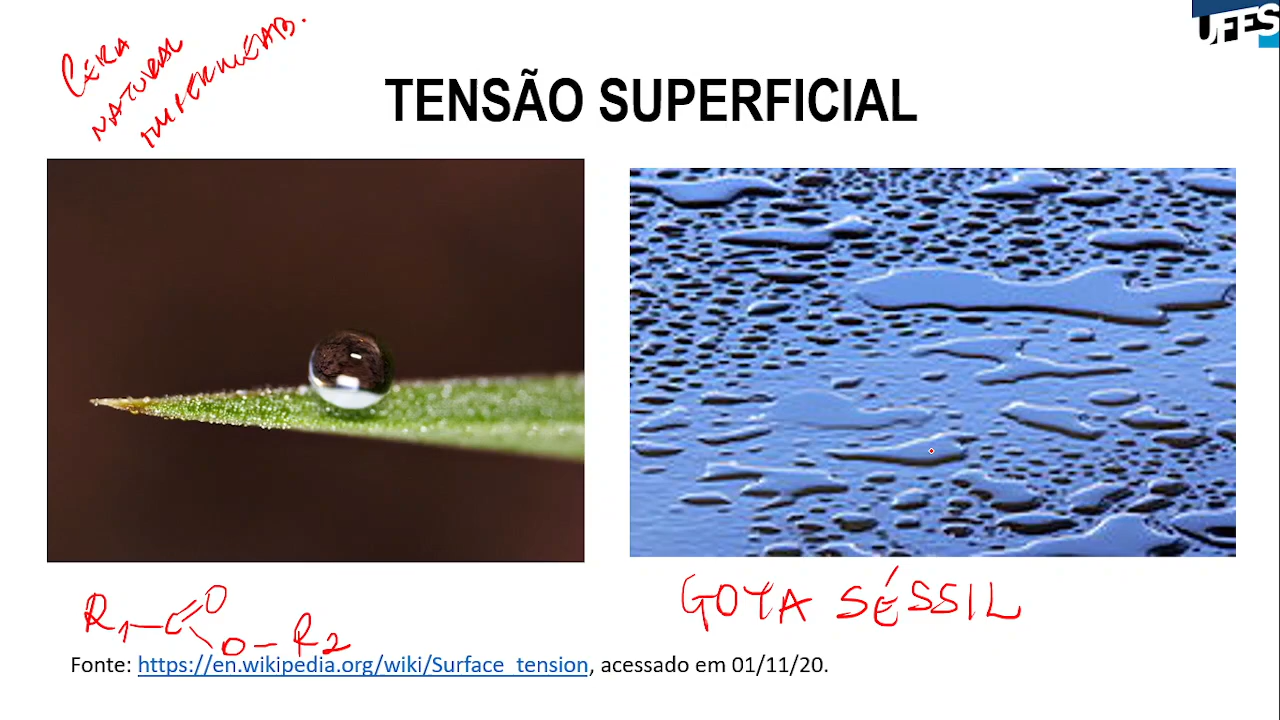 UFES
CÊRA
NATURAL
IMPERMEAB.
TENSÃO SUPERFICIAL
R1-C
O
O-R2
GOTA SÉSSIL
Fonte: https://en.wikipedia.org/wiki/Surface_tension, acessado em 01/11/20.